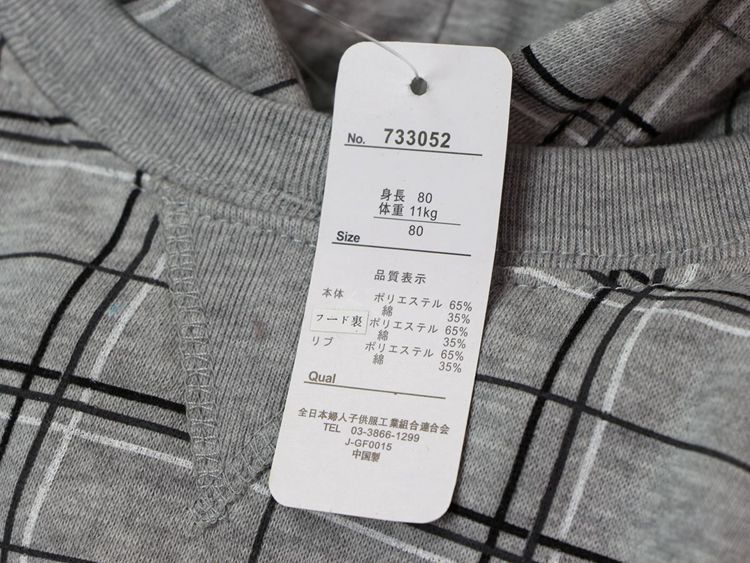 No. 733052
身長 80
体重 11kg
80
Size
品質表示
本体 ポリエステル 65%
綿 35%
フード裏 ポリエステル 65%
綿 35%
リブ ポリエステル 65%
綿 35%
Qual
全日本婦人子供服工業組合連合会
TEL 03-3866-1299
J-GF0015
中国製